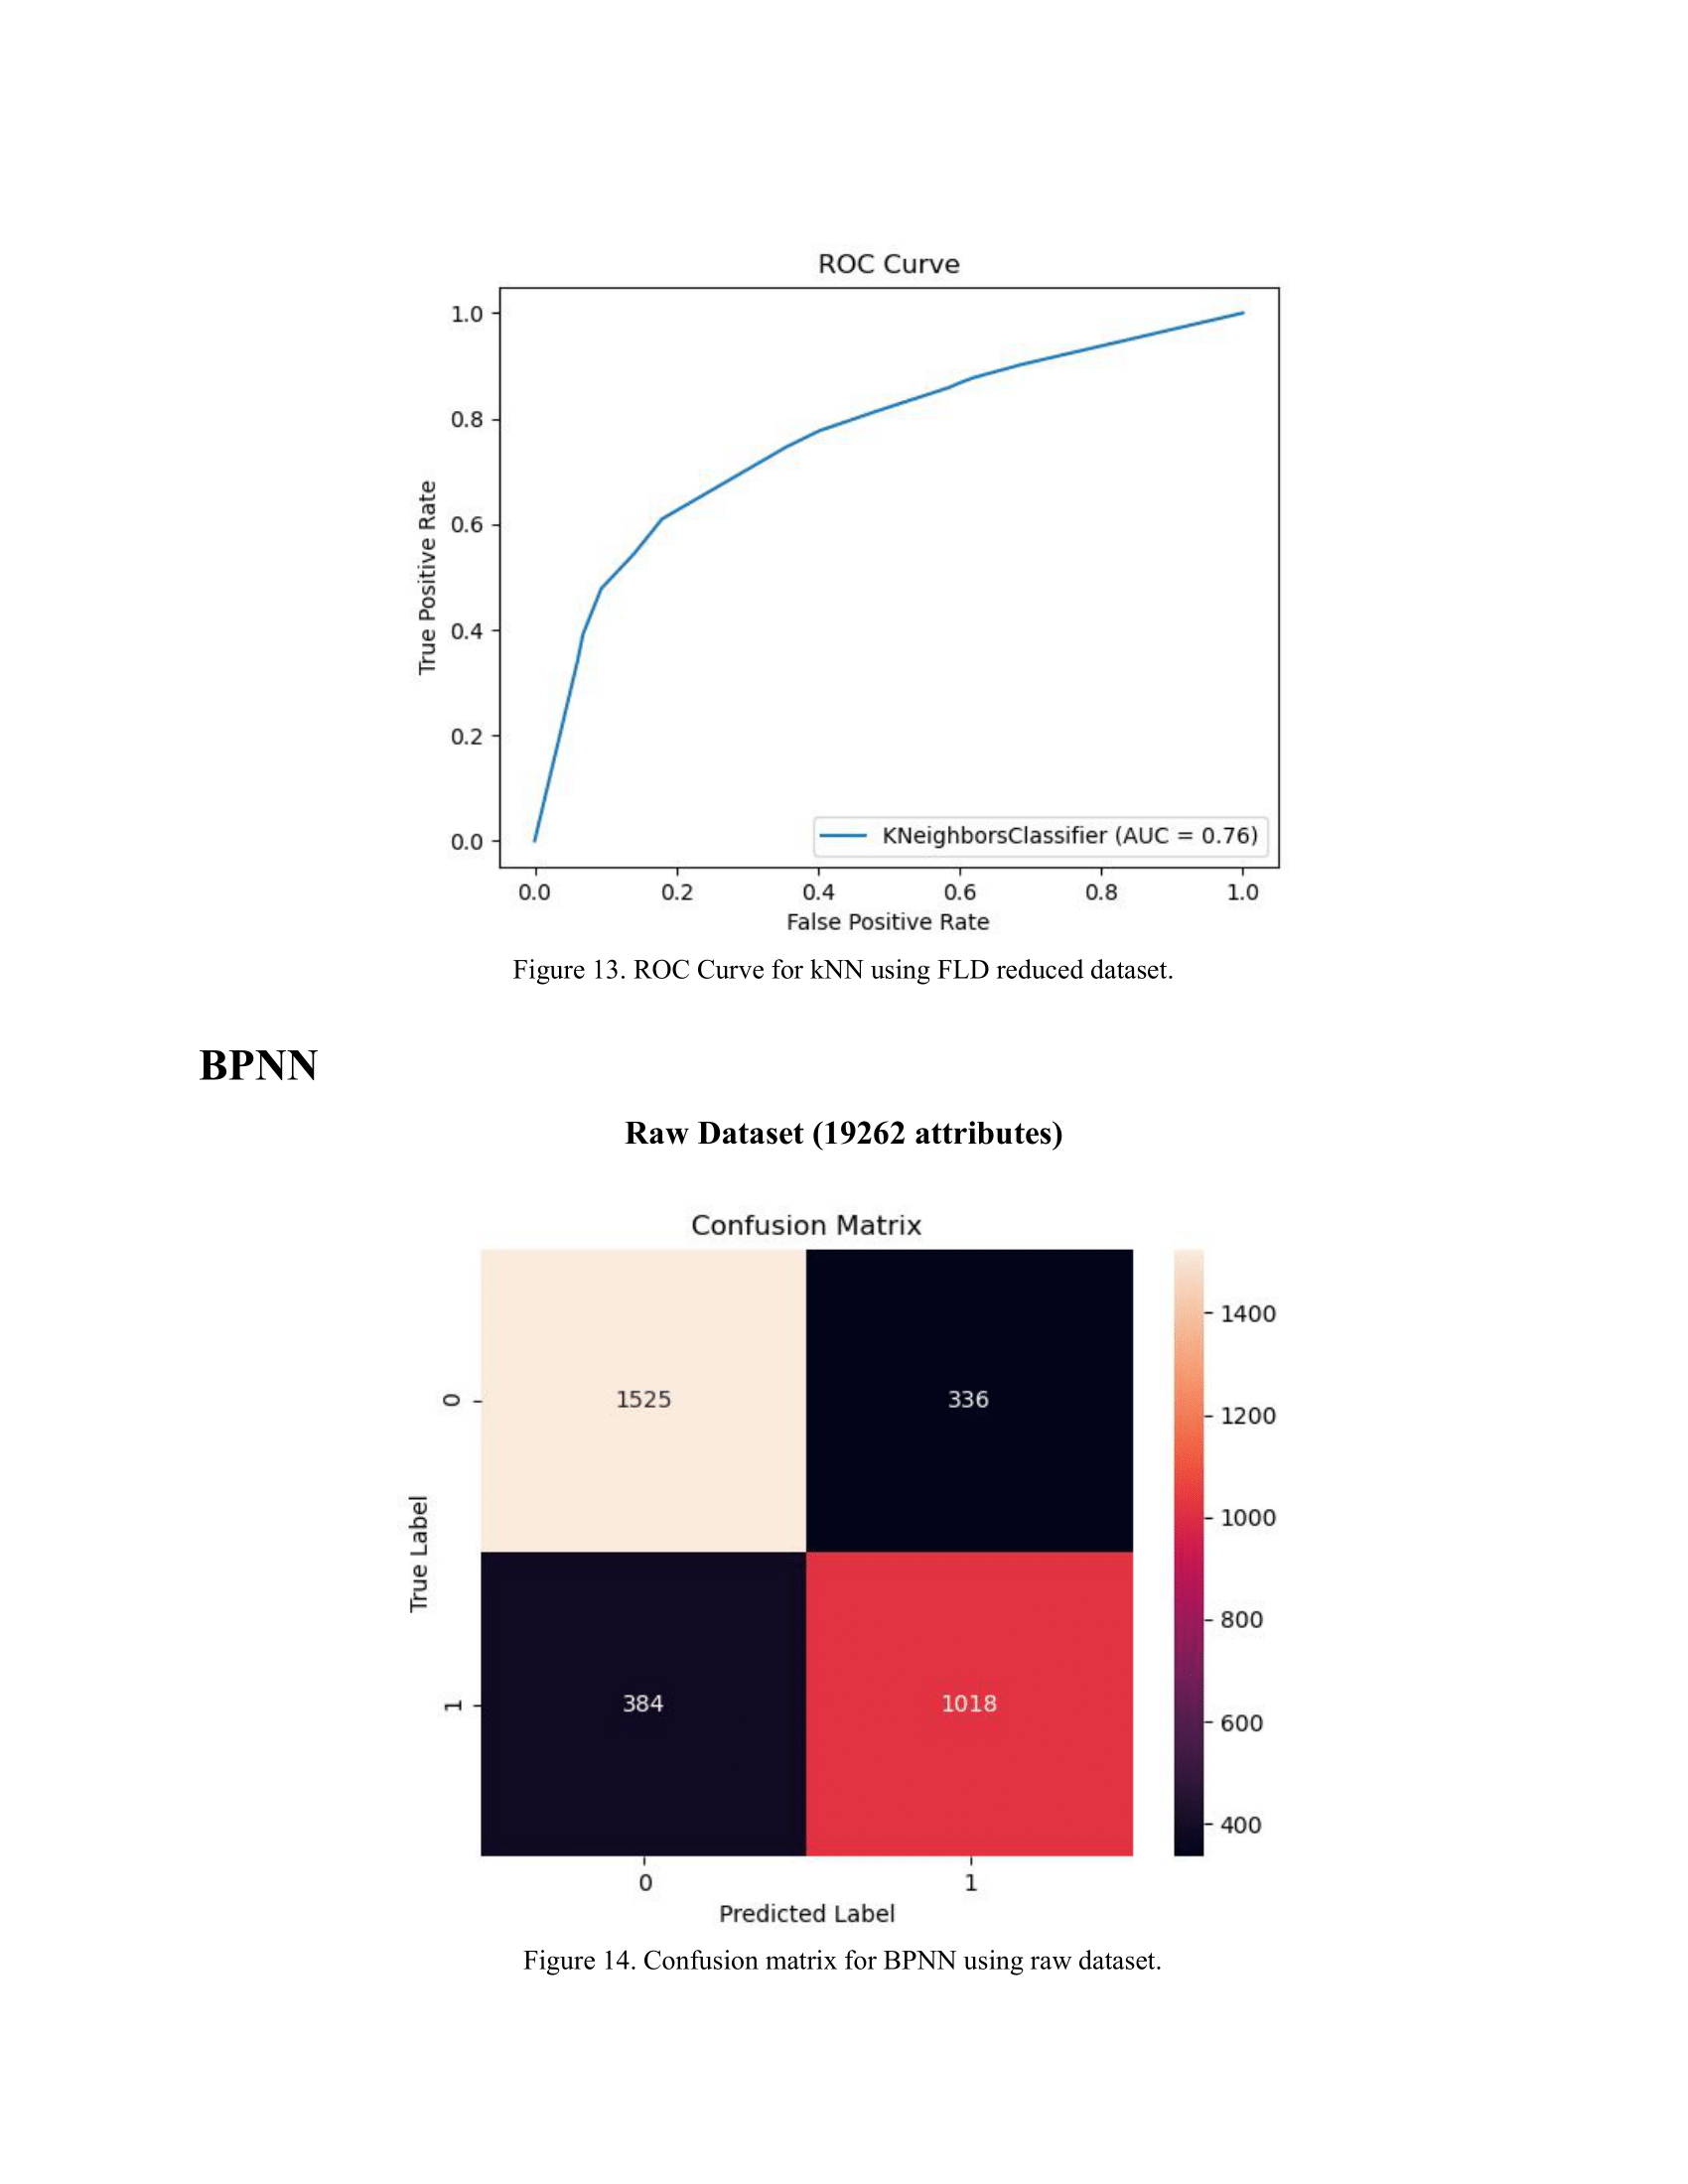 ROC Curve
1.0
0.8
0.6
0.4
0.2
0.0
True Positive Rate
KNeighborsClassifier (AUC = 0.76)
0.0 0.2 0.4 0.6 0.8 1.0
False Positive Rate
Figure 13. ROC Curve for kNN using FLD reduced dataset.
BPNN
Raw Dataset (19262 attributes)
Confusion Matrix
True Label
0
1525 336
1
384 1018
1400
1200
1000
800
600
400
0 1
Predicted Label
Figure 14. Confusion matrix for BPNN using raw dataset.